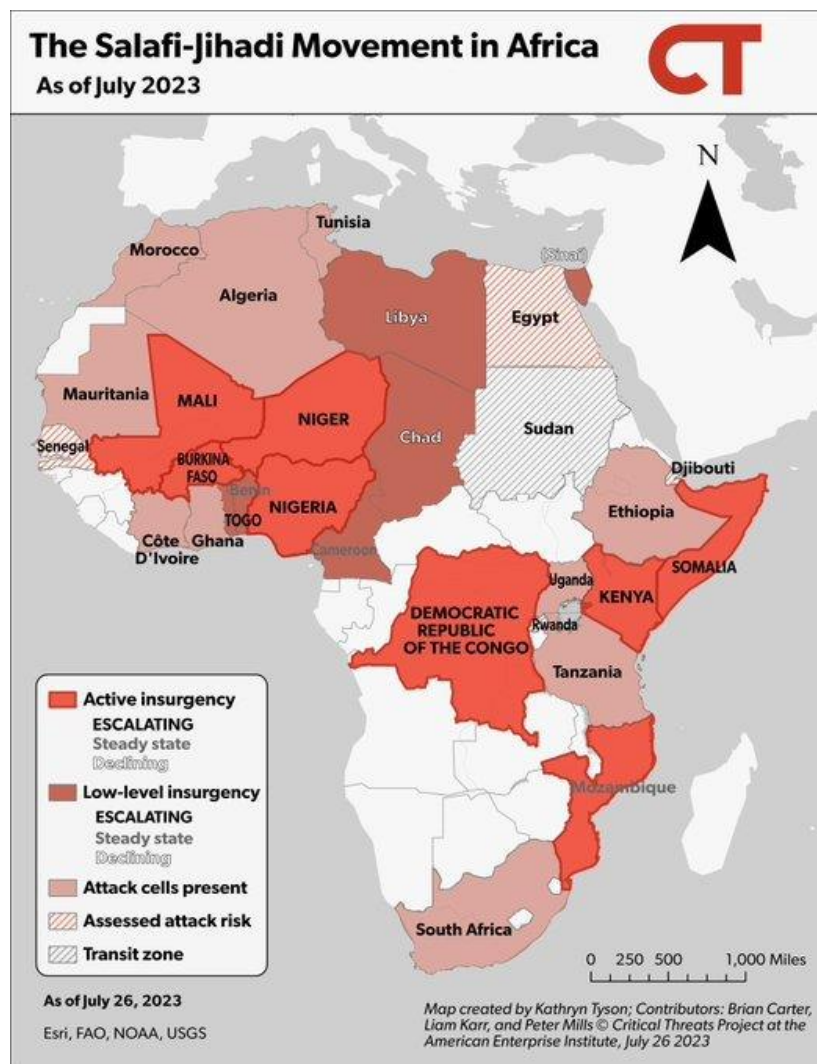 The Salafi-Jihadi Movement in Africa
As of July 2023
CT
N
Tunisia
Morocco
(Sinai)
Algeria
Libya
Egypt
Mauritania
MALI
NIGER
Chad
Sudan
Senegal
BURKINA
FASO
Djibouti
Benin
NIGERIA
TOGO
Ethiopia
Côte
D'Ivoire
Ghana
Cameroon
SOMALIA
Uganda
KENYA
DEMOCRATIC
REPUBLIC
OF THE CONGO
Rwanda
Tanzania
Mozambique
South Africa
Active insurgency
ESCALATING
Steady state
Declining
Low-level insurgency
ESCALATING
Steady state
Declining
Attack cells present
Assessed attack risk
Transit zone
0 250 500 1,000 Miles
As of July 26, 2023
Esri, FAO, NOAA, USGS
Map created by Kathryn Tyson; Contributors: Brian Carter,
Liam Karr, and Peter Mills © Critical Threats Project at the
American Enterprise Institute, July 26 2023